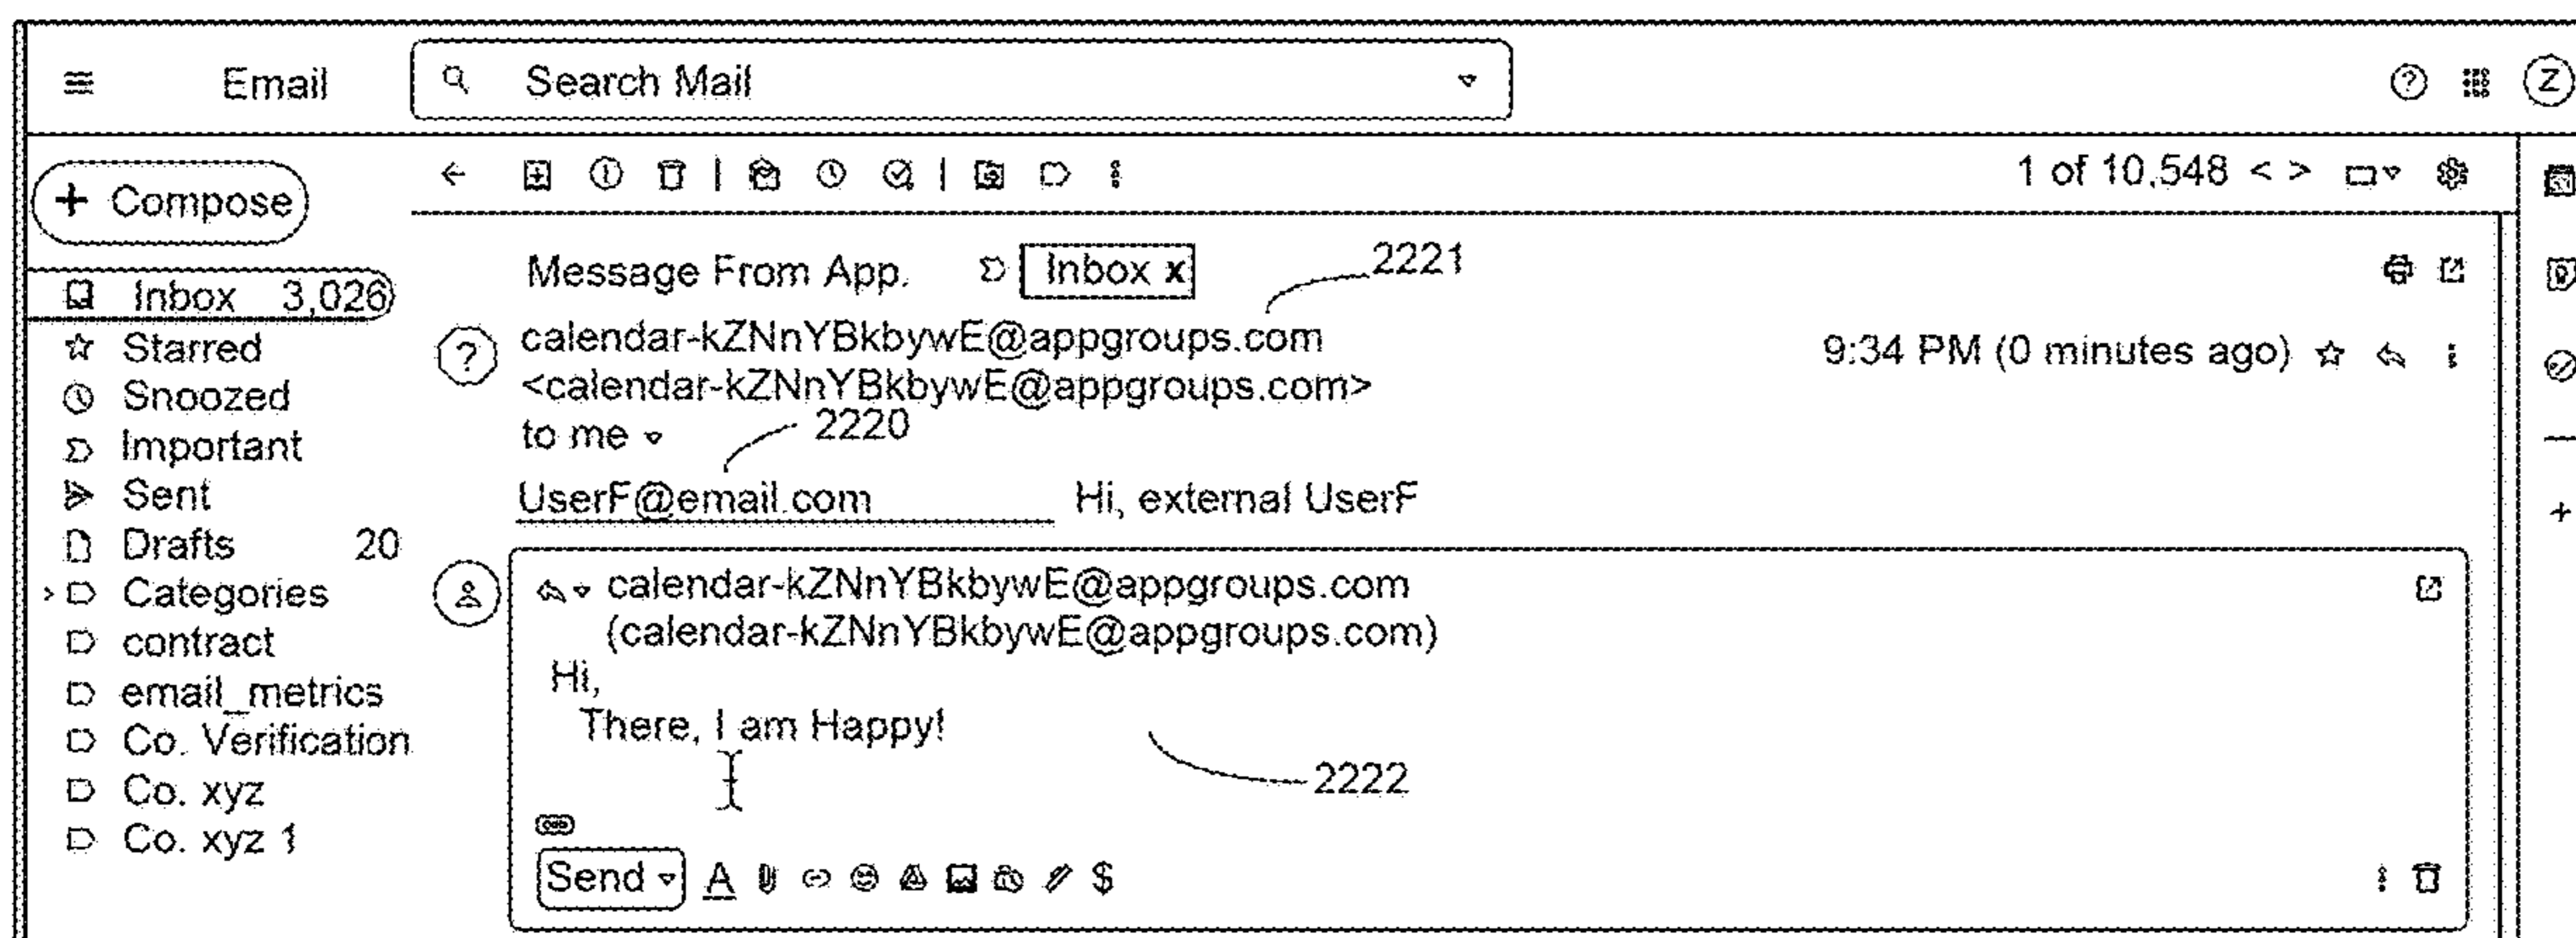 Email Search Mail ? Z
+ Compose
1 of 10,548 < >
Message From App. Inbox x 2221
Inbox 3,026
Starred
Snoozed
Important
Sent
Drafts 20
Categories
contract
email_metrics
Co. Verification
Co. xyz
Co. xyz 1
? calendar-kZNnYBkbywE@appgroups.com
<calendar-kZNnYBkbywE@appgroups.com>
9:34 PM (0 minutes ago)
to me 2220
UserF@email.com Hi, external UserF
calendar-kZNnYBkbywE@appgroups.com
(calendar-kZNnYBkbywE@appgroups.com)
Hi,
There, I am Happy!
2222
Send A $